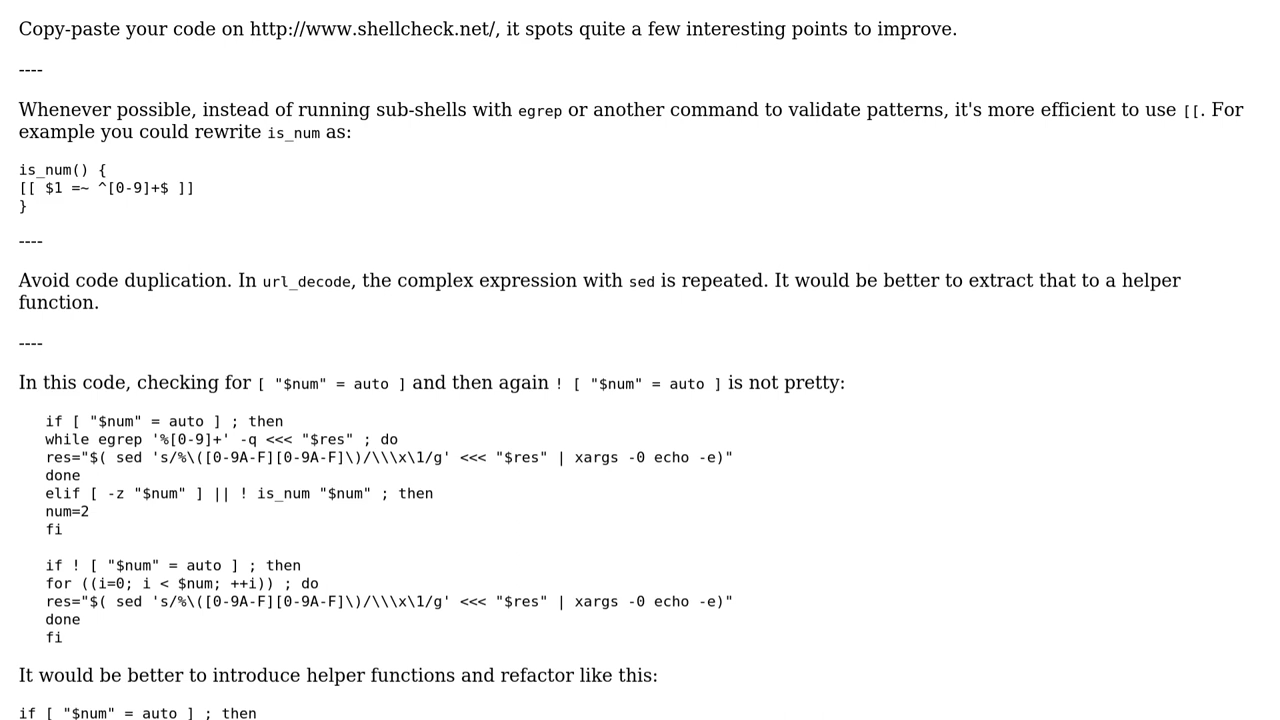 Copy-paste your code on http://www.shellcheck.net/, it spots quite a few interesting points to improve.
----
Whenever possible, instead of running sub-shells with egrep or another command to validate patterns, it's more efficient to use [[. For
example you could rewrite is_num as:
is_num() {
[[ $1 =~ ^[0-9]+$ ]]
}
----
Avoid code duplication. In url_decode, the complex expression with sed is repeated. It would be better to extract that to a helper
function.
----
In this code, checking for [ "$num" = auto ] and then again ! [ "$num" = auto ] is not pretty:
if [ "$num" = auto ] ; then
while egrep '%[0-9]+' -q <<< "$res" ; do
res="$( sed 's/%\([0-9A-F][0-9A-F]\)/\\\x\1/g' <<< "$res" | xargs -0 echo -e)"
done
elif [ -z "$num" ] || ! is_num "$num" ; then
num=2
fi
if ! [ "$num" = auto ] ; then
for ((i=0; i < $num; ++i)) ; do
res="$( sed 's/%\([0-9A-F][0-9A-F]\)/\\\x\1/g' <<< "$res" | xargs -0 echo -e)"
done
fi
It would be better to introduce helper functions and refactor like this:
if [ "$num" = auto ] ; then